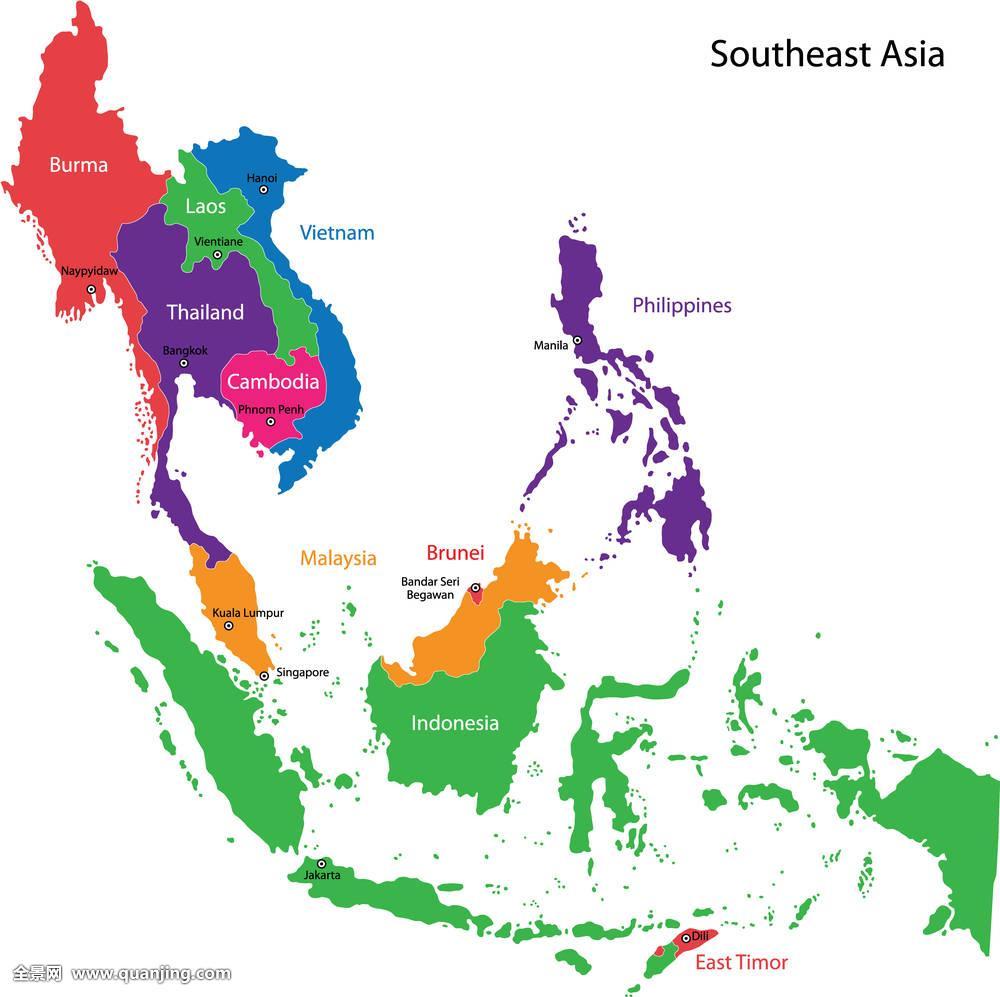 Southeast Asia
Burma
Hanoi
Laos
Vietnam
Vientiane
Naypyidaw
Thailand
Philippines
Manila
Bangkok
Cambodia
Phnom Penh
Malaysia
Brunei
Bandar Seri
Begawan
Kuala Lumpur
Singapore
Indonesia
Jakarta
Dili
East Timor
全景网 www.quanjing.com